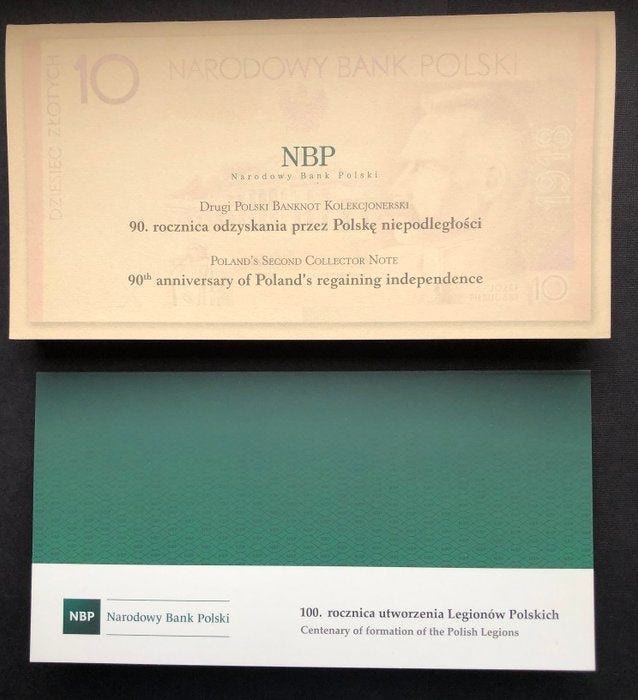 10
NARODOWY BANK POLSKI
DZIESIĘĆ ZŁOTYCH
1918
NBP
Narodowy Bank Polski
Drugi Polski Banknot Kolekcjonerski
90. rocznica odzyskania przez Polskę niepodległości
Poland's Second Collector Note
90th anniversary of Poland's regaining independence
JÓZEF
PIŁSUDSKI
10
NBP Narodowy Bank Polski
100. rocznica utworzenia Legionów Polskich
Centenary of formation of the Polish Legions